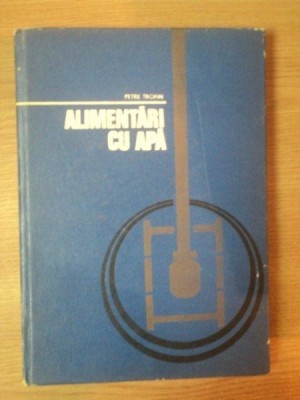 PETRE TROFIN
ALIMENTĂRI
CU APĂ